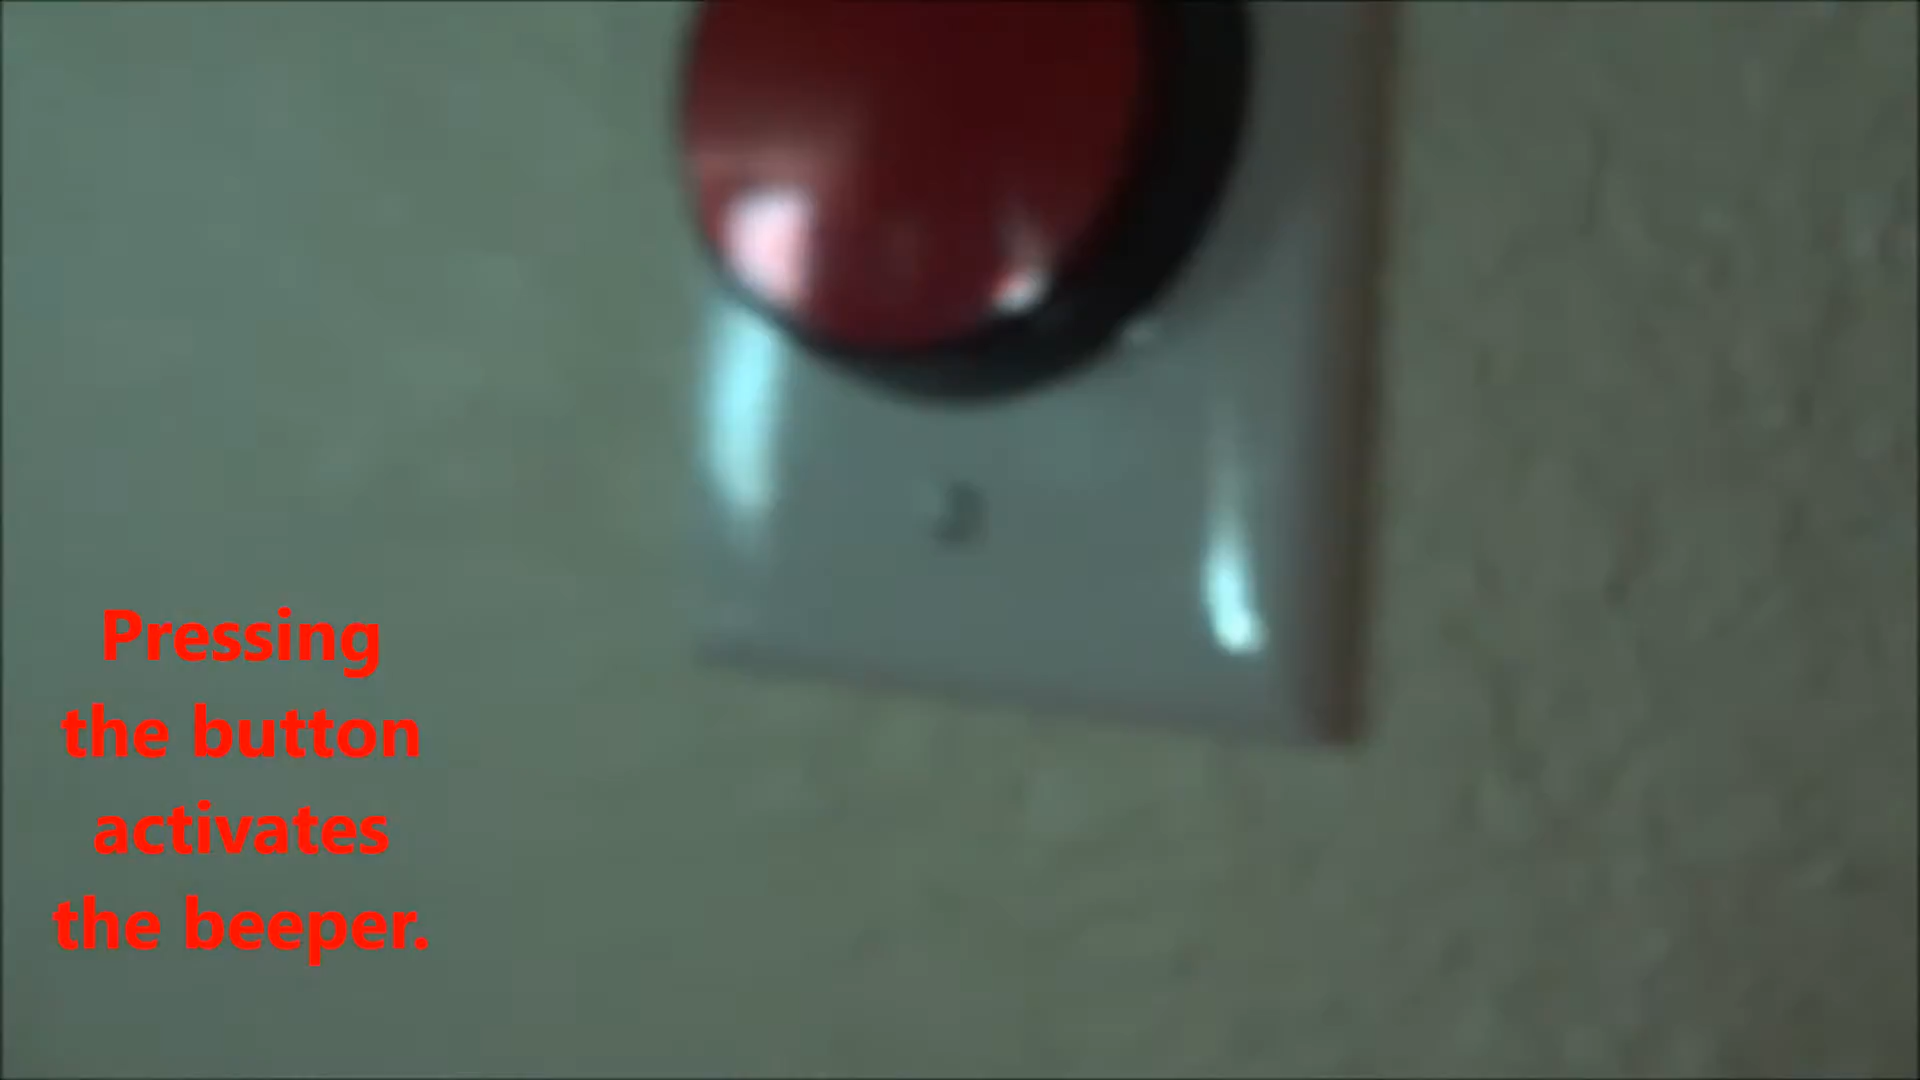 Pressing
the button
activates
the beeper.